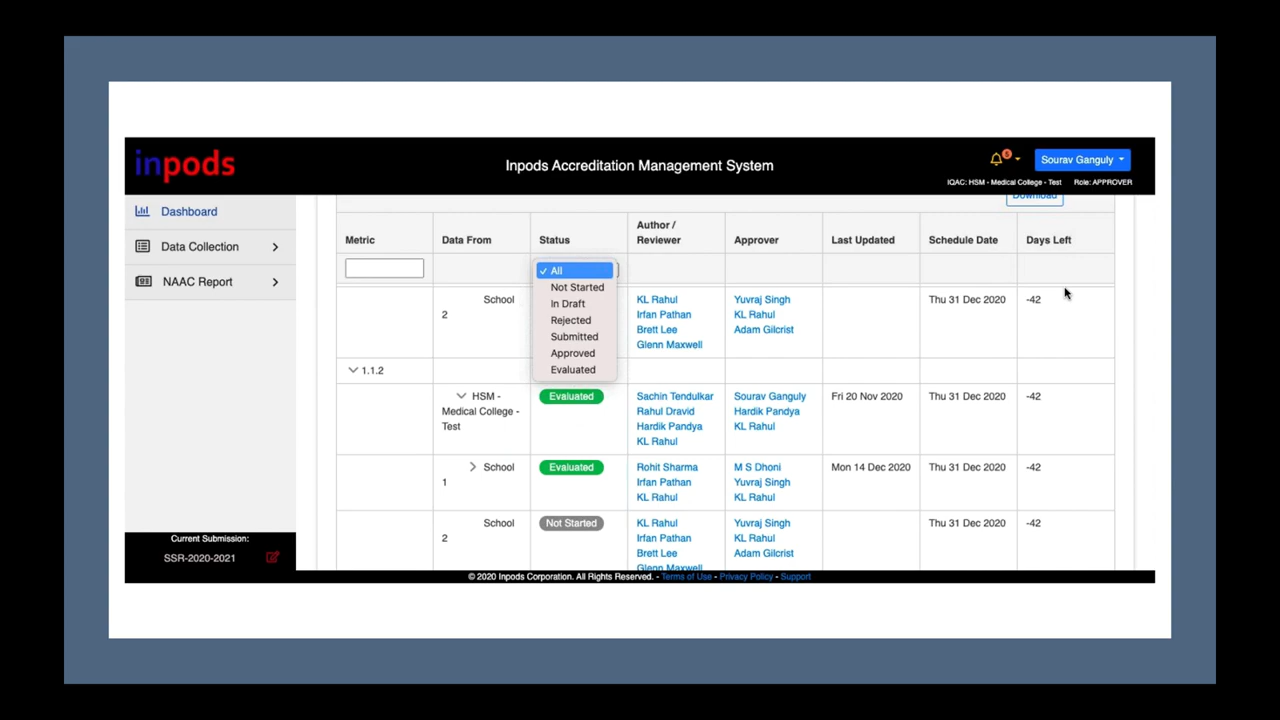 inpods
Inpods Accreditation Management System
6
Sourav Ganguly
IQAC: HSM - Medical College - Test Role: APPROVER
Dashboard
Data Collection
NAAC Report
Current Submission:
SSR-2020-2021
Download
Metric
Data From
Status
Author /
Reviewer
Approver
Last Updated
Schedule Date
Days Left
✓ All
Not Started
In Draft
Rejected
Submitted
Approved
Evaluated
School
2
KL Rahul
Irfan Pathan
Brett Lee
Glenn Maxwell
Yuvraj Singh
KL Rahul
Adam Gilcrist
Thu 31 Dec 2020
-42
1.1.2
HSM -
Medical College -
Test
Evaluated
Sachin Tendulkar
Rahul Dravid
Hardik Pandya
KL Rahul
Sourav Ganguly
Hardik Pandya
KL Rahul
Fri 20 Nov 2020
Thu 31 Dec 2020
-42
School
1
Evaluated
Rohit Sharma
Irfan Pathan
KL Rahul
M S Dhoni
Yuvraj Singh
KL Rahul
Mon 14 Dec 2020
Thu 31 Dec 2020
-42
School
2
Not Started
KL Rahul
Irfan Pathan
Brett Lee
Glenn Maxwell
Yuvraj Singh
KL Rahul
Adam Gilcrist
Thu 31 Dec 2020
-42
© 2020 Inpods Corporation. All Rights Reserved. - Terms of Use - Privacy Policy - Support